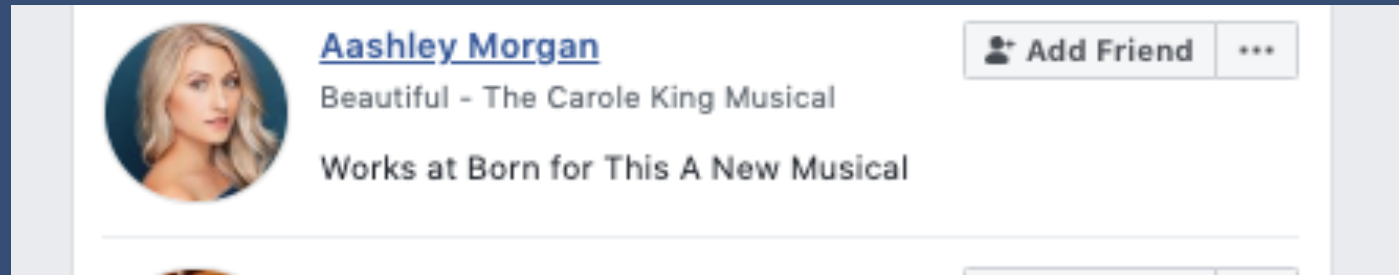 Aashley Morgan
Add Friend
Beautiful - The Carole King Musical
Works at Born for This A New Musical